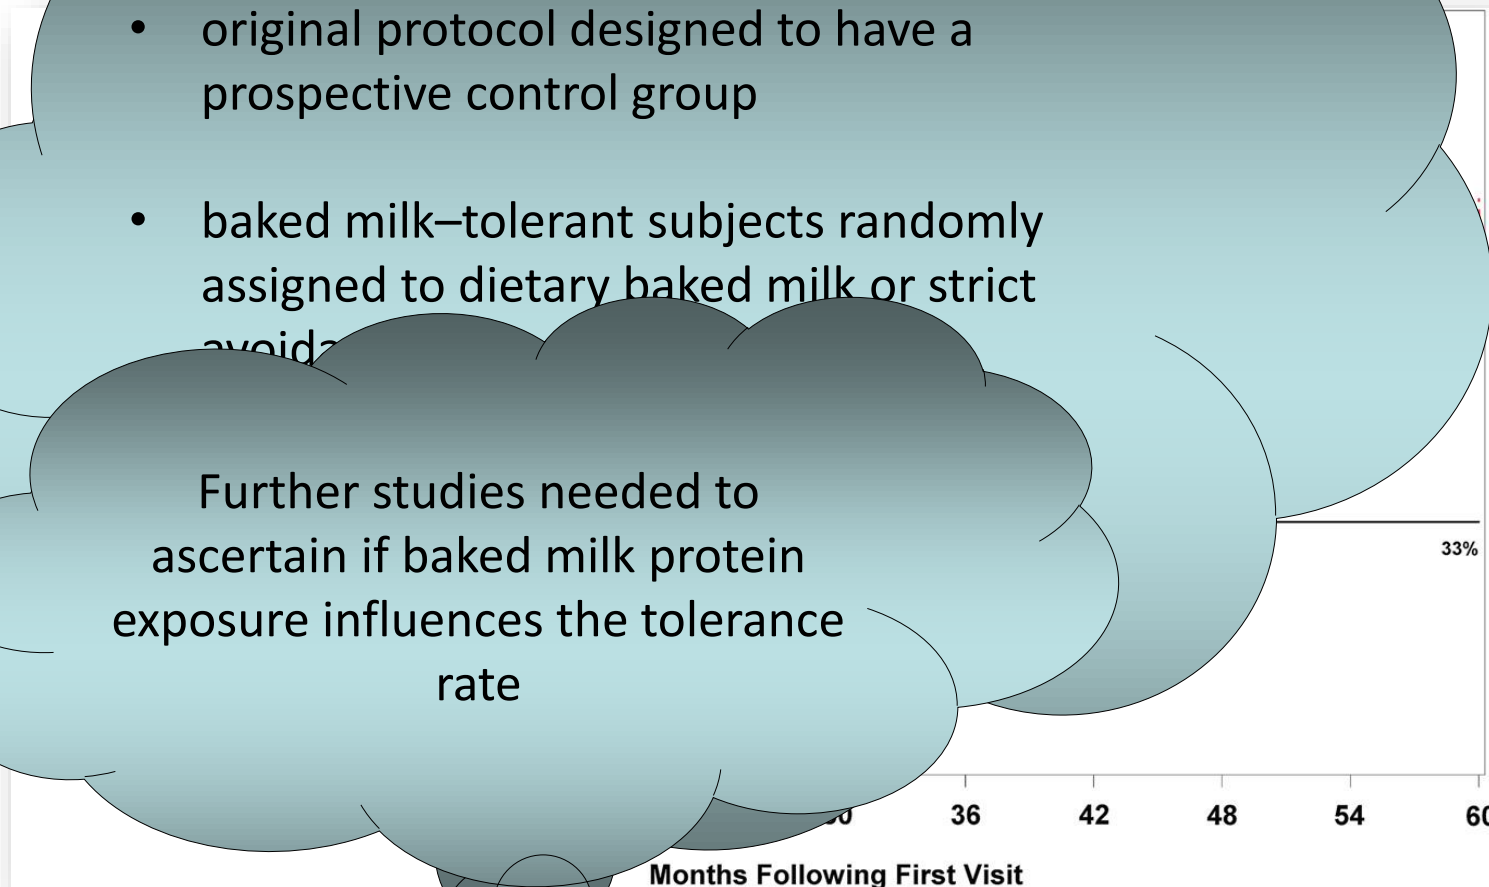 • original protocol designed to have a
prospective control group
• baked milk–tolerant subjects randomly
assigned to dietary baked milk or strict
Further studies needed to
ascertain if baked milk protein
exposure influences the tolerance
rate
33%
36 42 48 54
Months Following First Visit